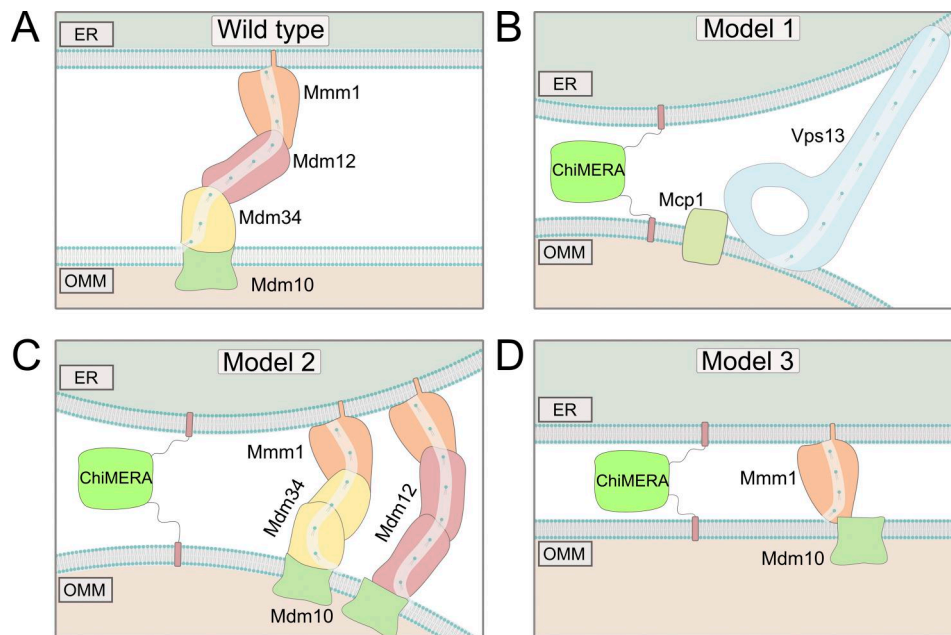 A
ER
Wild type
Mmm1
Mdm12
Mdm34
OMM
Mdm10
B
Model 1
ER
Vps13
ChiMERA
Mcp1
OMM
C
Model 2
ER
Mmm1
ChiMERA
Mdm34
Mdm12
OMM
Mdm10
D
Model 3
ER
ChiMERA
Mmm1
OMM
Mdm10